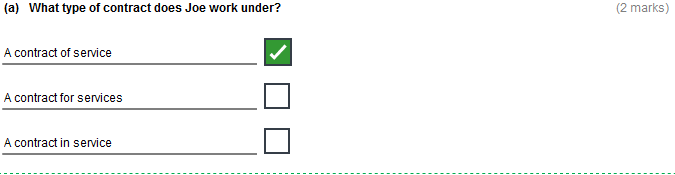 (a) What type of contract does Joe work under? (2 marks)
A contract of service
A contract for services
A contract in service